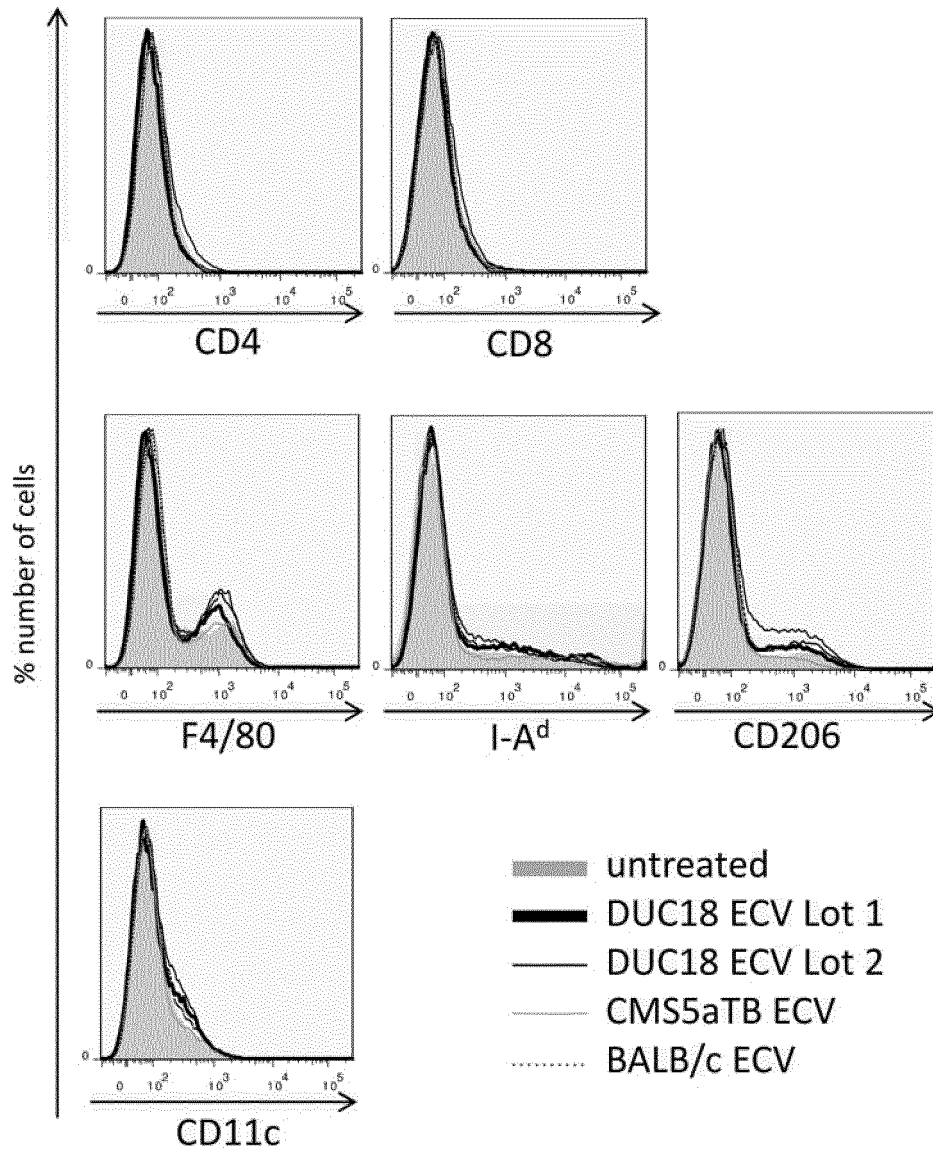 0
0 10² 10³ 10⁴ 10⁵
CD4
0
0 10² 10³ 10⁴ 10⁵
CD8
% number of cells
0
0 10² 10³ 10⁴ 10⁵
F4/80
0
0 10² 10³ 10⁴ 10⁵
I-Aᵈ
0
0 10² 10³ 10⁴ 10⁵
CD206
0
0 10² 10³ 10⁴ 10⁵
CD11c
untreated
DUC18 ECV Lot 1
DUC18 ECV Lot 2
CMS5aTB ECV
BALB/c ECV